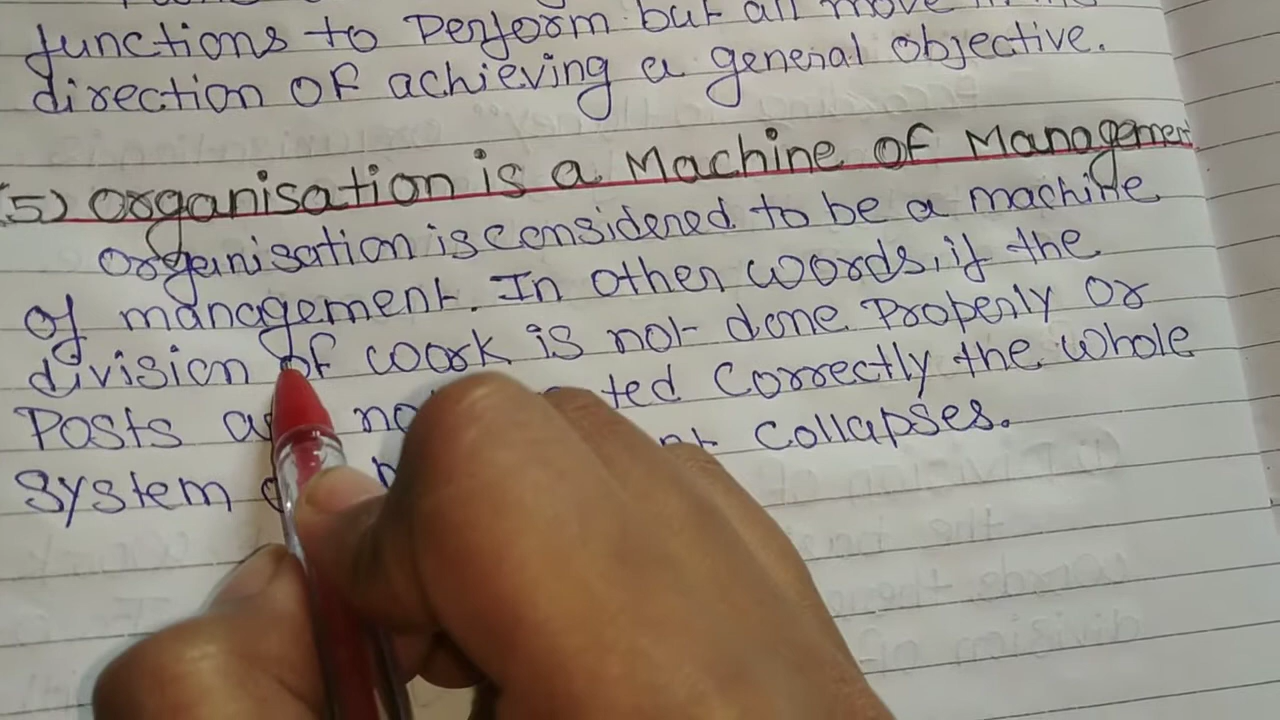 functions to Perform but all move in
direction OF achieving a general objective.
(5) Organisation is a Machine OF Management
Organisation is considered to be a machine
of management. In other words, if the
division of work is not done Properly or
Posts not ted Correctly the whole
System collapses.